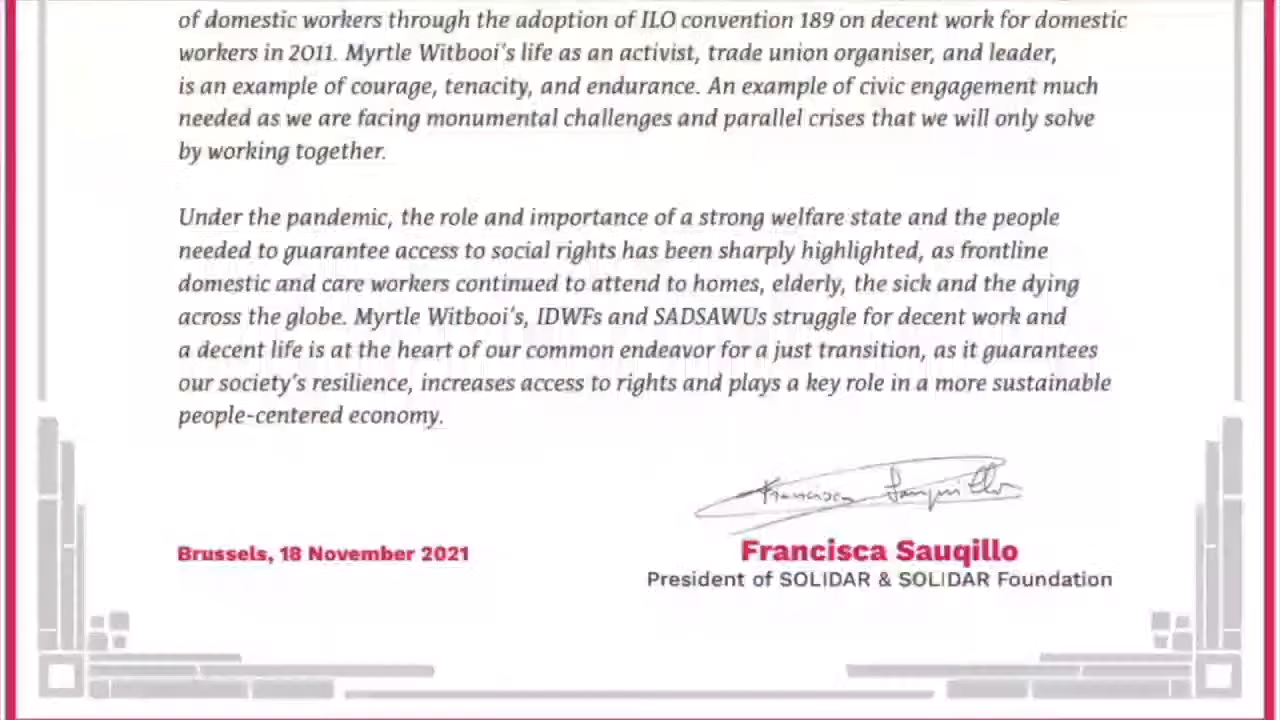 of domestic workers through the adoption of ILO convention 189 on decent work for domestic
workers in 2011. Myrtle Witbooi's life as an activist, trade union organiser, and leader,
is an example of courage, tenacity, and endurance. An example of civic engagement much
needed as we are facing monumental challenges and parallel crises that we will only solve
by working together.
Under the pandemic, the role and importance of a strong welfare state and the people
needed to guarantee access to social rights has been sharply highlighted, as frontline
domestic and care workers continued to attend to homes, elderly, the sick and the dying
across the globe. Myrtle Witbooi's, IDWFs and SADSAWUs struggle for decent work and
a decent life is at the heart of our common endeavor for a just transition, as it guarantees
our society's resilience, increases access to rights and plays a key role in a more sustainable
people-centered economy.
Francisca Sauquillo
Brussels, 18 November 2021
Francisca Sauqillo
President of SOLIDAR & SOLIDAR Foundation